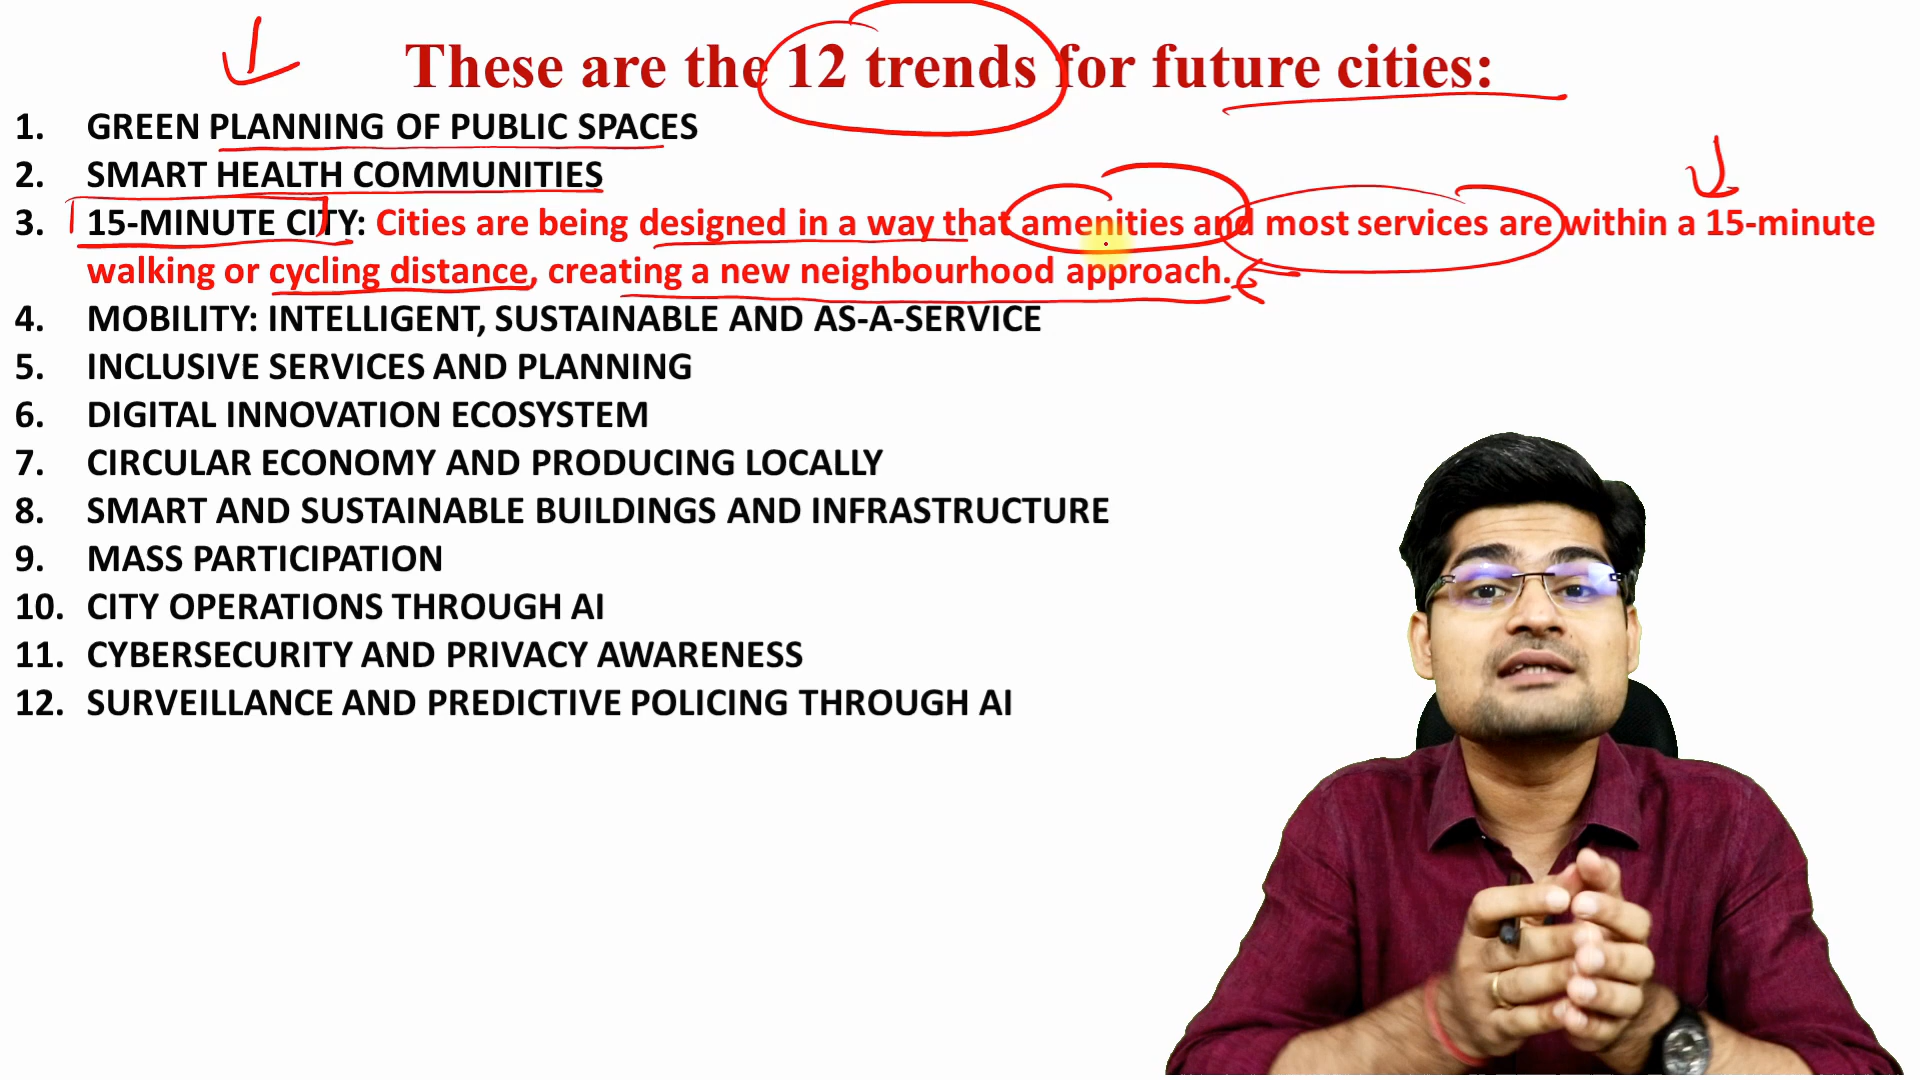 These are the 12 trends for future cities:
1. GREEN PLANNING OF PUBLIC SPACES
2. SMART HEALTH COMMUNITIES
3. 15-MINUTE CITY: Cities are being designed in a way that amenities and most services are within a 15-minute
walking or cycling distance, creating a new neighbourhood approach.
4. MOBILITY: INTELLIGENT, SUSTAINABLE AND AS-A-SERVICE
5. INCLUSIVE SERVICES AND PLANNING
6. DIGITAL INNOVATION ECOSYSTEM
7. CIRCULAR ECONOMY AND PRODUCING LOCALLY
8. SMART AND SUSTAINABLE BUILDINGS AND INFRASTRUCTURE
9. MASS PARTICIPATION
10. CITY OPERATIONS THROUGH AI
11. CYBERSECURITY AND PRIVACY AWARENESS
12. SURVEILLANCE AND PREDICTIVE POLICING THROUGH AI